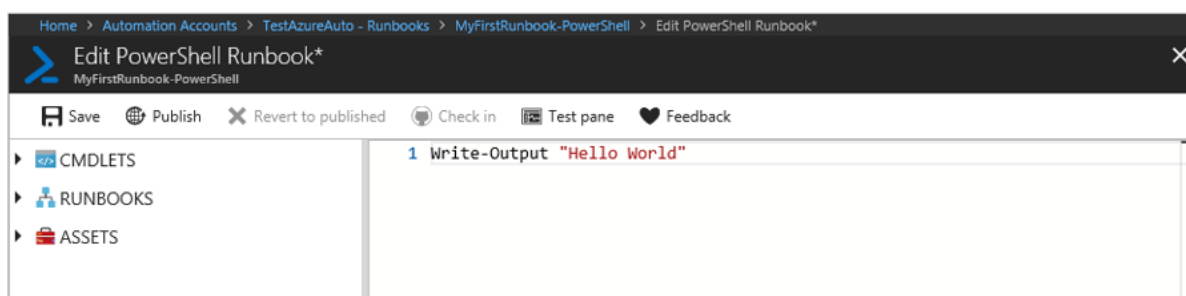 Home > Automation Accounts > TestAzureAuto - Runbooks > MyFirstRunbook-PowerShell > Edit PowerShell Runbook*
Edit PowerShell Runbook*
MyFirstRunbook-PowerShell
Save Publish Revert to published Check in Test pane Feedback
CMDLETS
RUNBOOKS
ASSETS
1 Write-Output "Hello World"